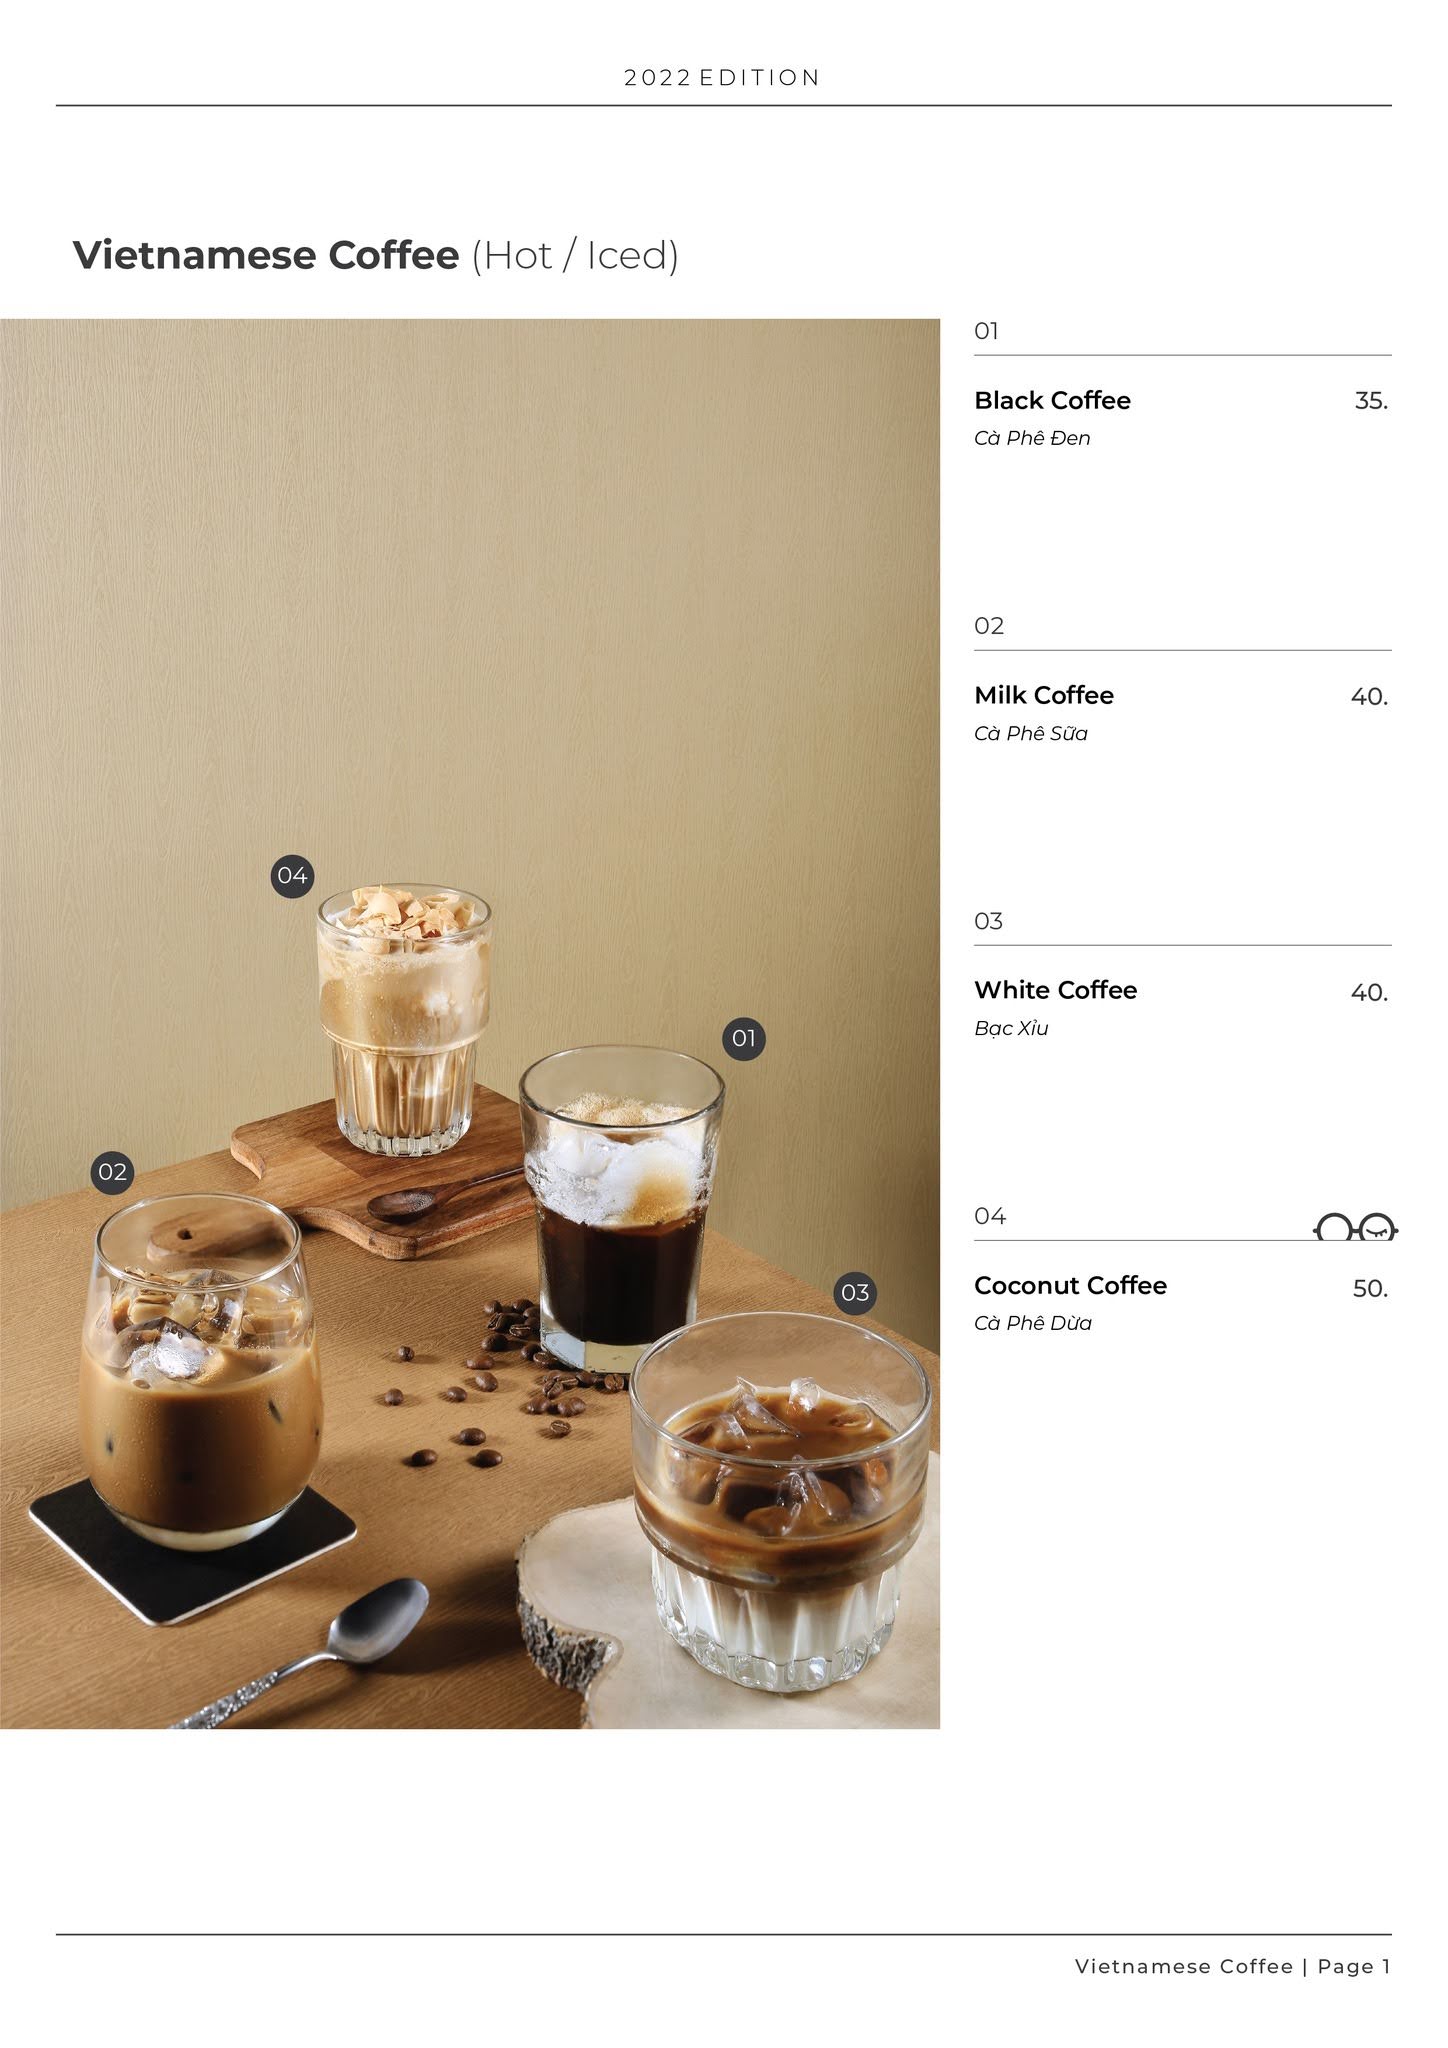 2022 EDITION
Vietnamese Coffee (Hot / Iced)
01
Black Coffee 35.
Cà Phê Đen
02
Milk Coffee 40.
Cà Phê Sữa
03
White Coffee 40.
Bạc Xỉu
04
Coconut Coffee 50.
Cà Phê Dừa
04
01
02
03
Vietnamese Coffee | Page 1